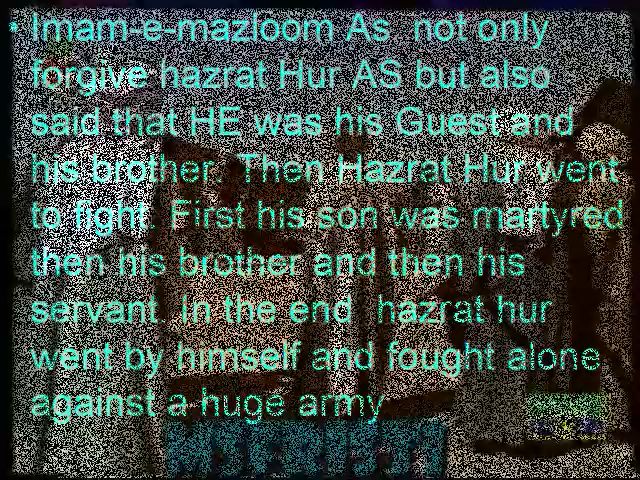 • Imam-e-mazloom As not only
forgive hazrat Hur AS but also
said that HE was his Guest and
his brother. Then Hazrat Hur went
to fight. First his son was martyred
then his brother and then his
servant. In the end hazrat hur
went by himself and fought alone
against a huge army